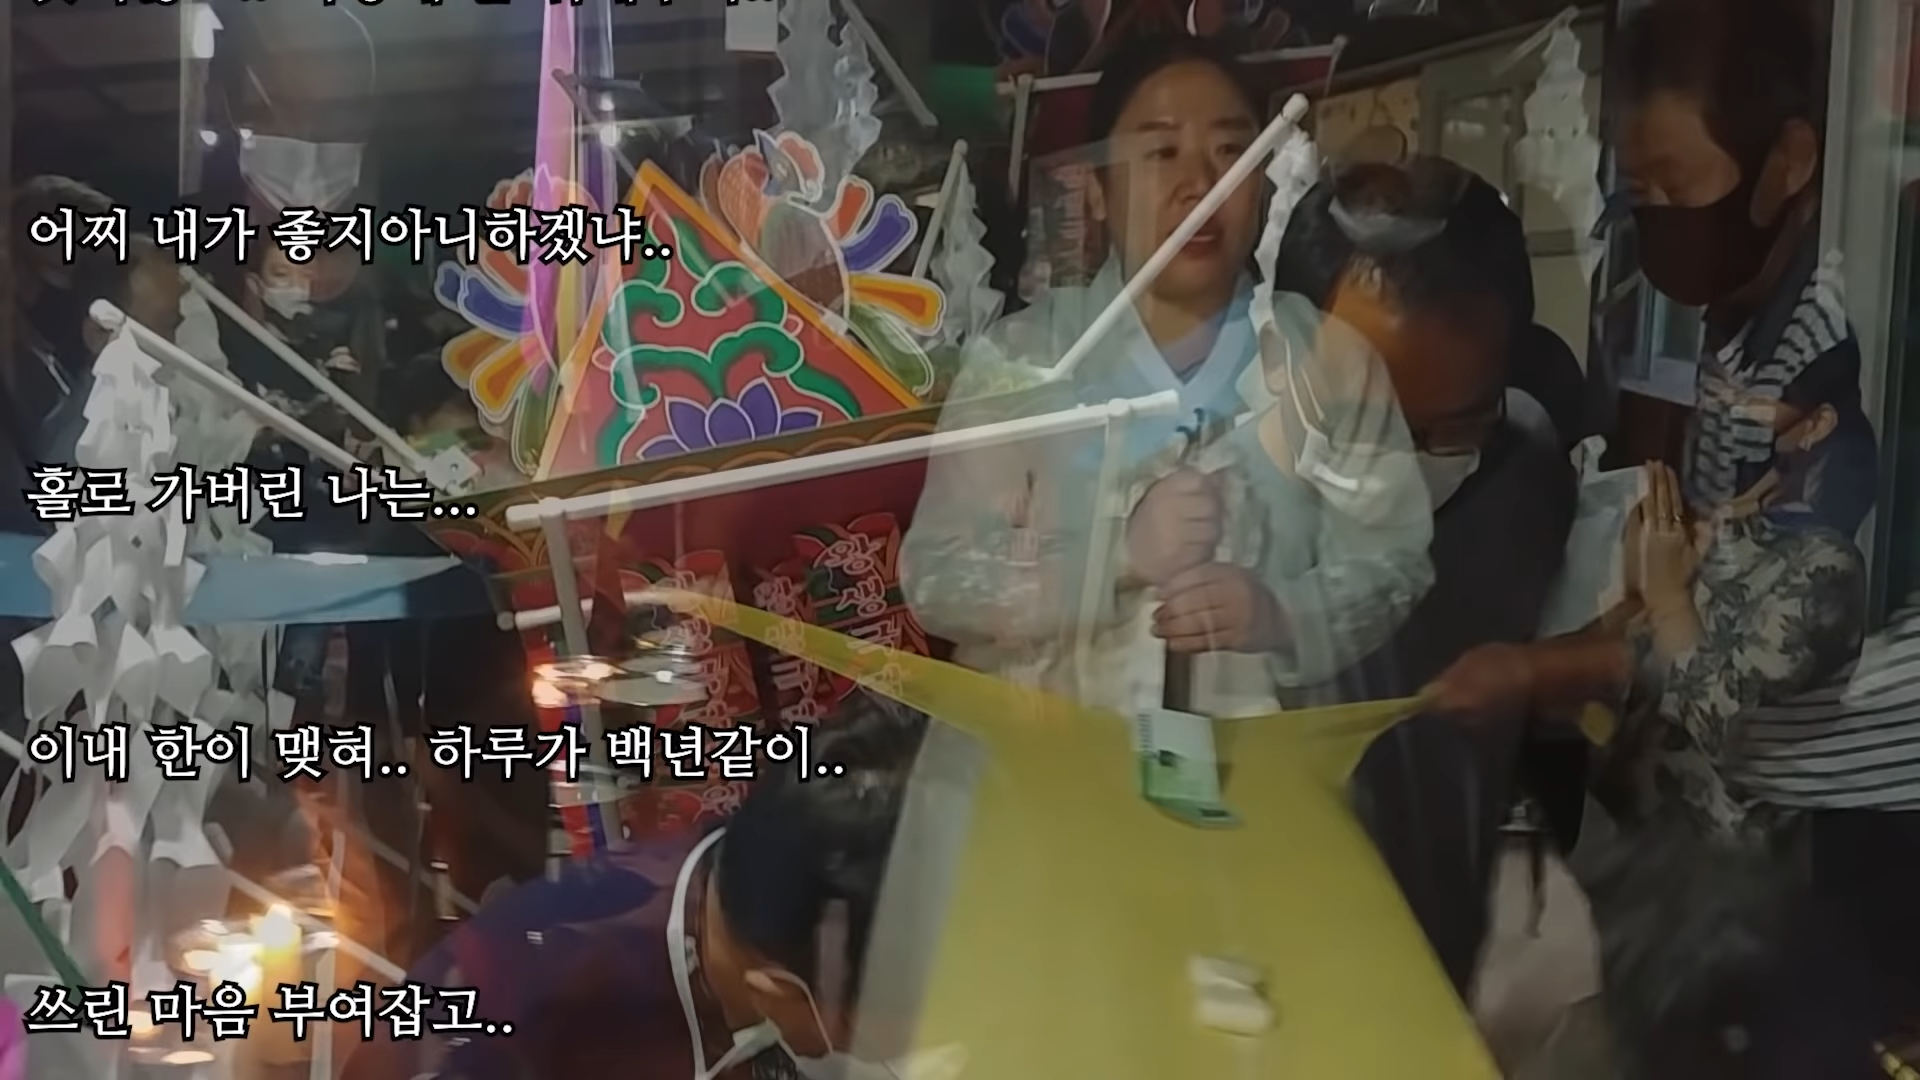 어찌 내가 좋지아니하겠냐..
홀로 가버린 나는...
이내 한이 맺혀.. 하루가 백년같이..
쓰린 마음 부여잡고..